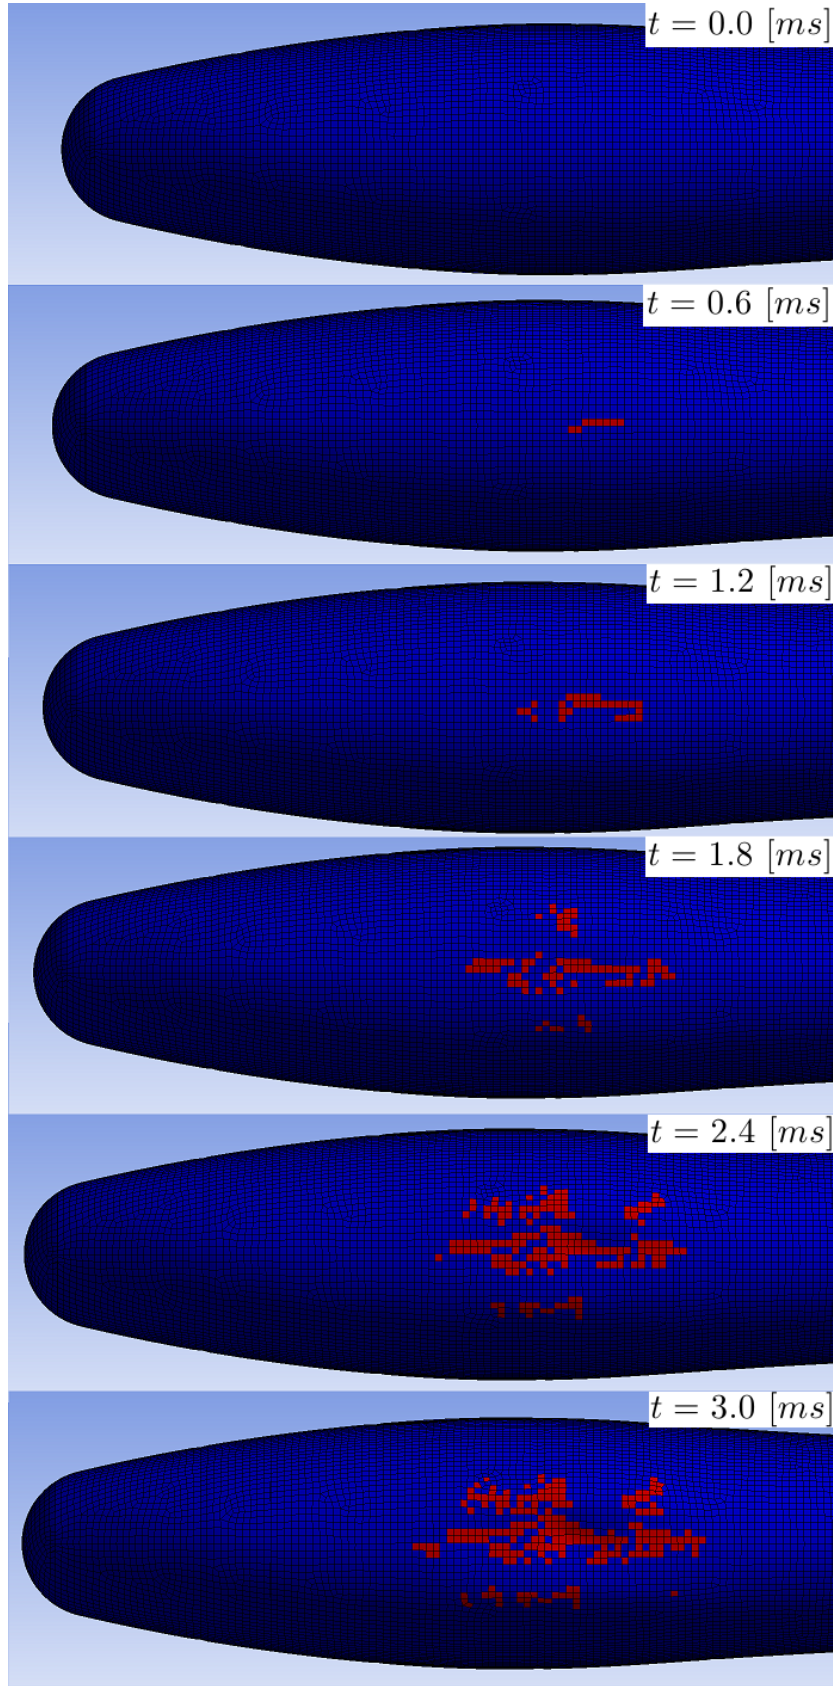 t = 0.0 [ms]
t = 0.6 [ms]
t = 1.2 [ms]
t = 1.8 [ms]
t = 2.4 [ms]
t = 3.0 [ms]